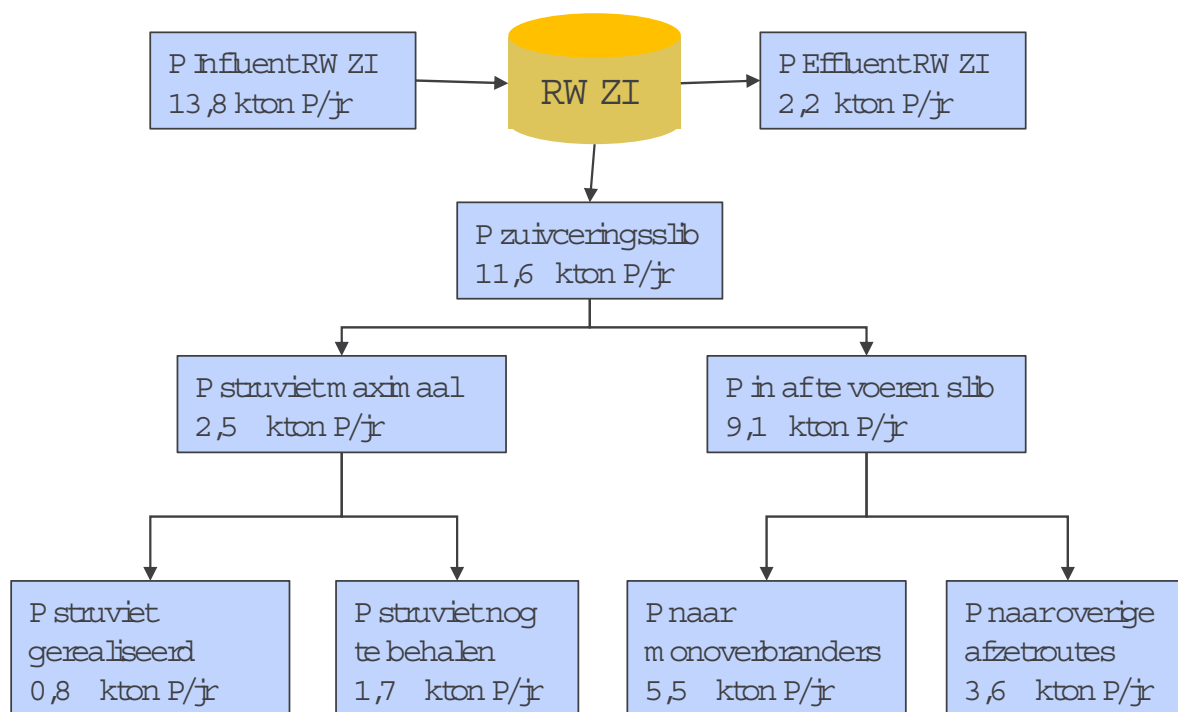 P Influent RWZI
13,8 kton P/jr
RWZI
P Effluent RWZI
2,2 kton P/jr
P zuivceringsslib
11,6 kton P/jr
P struviet maximaal
2,5 kton P/jr
P in af te voeren slib
9,1 kton P/jr
P struviet
gerealiseerd
0,8 kton P/jr
P struviet nog
te behalen
1,7 kton P/jr
P naar
monoverbranders
5,5 kton P/jr
P naar overige
afzetroutes
3,6 kton P/jr